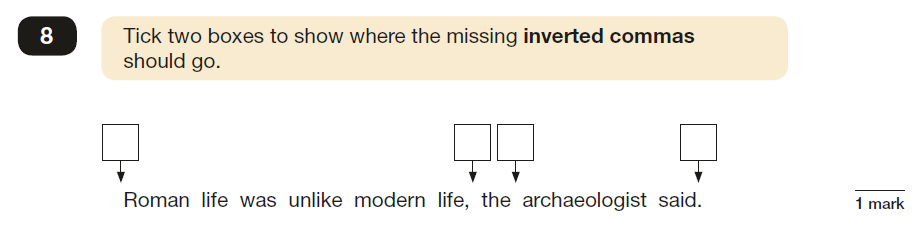 8
Tick two boxes to show where the missing inverted commas
should go.
Roman life was unlike modern life, the archaeologist said.
1 mark